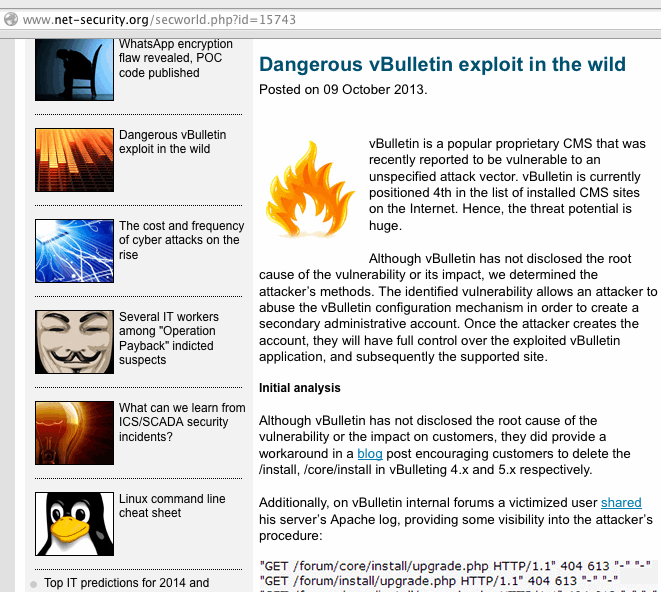 www.net-security.org/secworld.php?id=15743
WhatsApp encryption
flaw revealed, POC
code published
Dangerous vBulletin
exploit in the wild
The cost and frequency
of cyber attacks on the
rise
Several IT workers
among "Operation
Payback" indicted
suspects
What can we learn from
ICS/SCADA security
incidents?
Linux command line
cheat sheet
Top IT predictions for 2014 and
Dangerous vBulletin exploit in the wild
Posted on 09 October 2013.
vBulletin is a popular proprietary CMS that was
recently reported to be vulnerable to an
unspecified attack vector. vBulletin is currently
positioned 4th in the list of installed CMS sites
on the Internet. Hence, the threat potential is
huge.
Although vBulletin has not disclosed the root
cause of the vulnerability or its impact, we determined the
attacker's methods. The identified vulnerability allows an attacker to
abuse the vBulletin configuration mechanism in order to create a
secondary administrative account. Once the attacker creates the
account, they will have full control over the exploited vBulletin
application, and subsequently the supported site.
Initial analysis
Although vBulletin has not disclosed the root cause of the
vulnerability or the impact on customers, they did provide a
workaround in a blog post encouraging customers to delete the
/install, /core/install in vBulleting 4.x and 5.x respectively.
Additionally, on vBulletin internal forums a victimized user shared
his server's Apache log, providing some visibility into the attacker's
procedure:
"GET /forum/core/install/upgrade.php HTTP/1.1" 404 613 "-" "-"
"GET /forum/install/upgrade.php HTTP/1.1" 404 613 "-" "-"